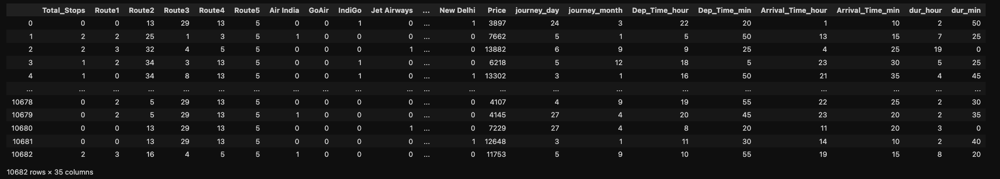 Total_Stops Route1 Route2 Route3 Route4 Route5 Air India GoAir IndiGo Jet Airways ... New Delhi Price journey_day journey_month Dep_Time_hour Dep_Time_min Arrival_Time_hour Arrival_Time_min dur_hour dur_min
0 0 0 13 29 13 5 0 0 1 0 ... 1 3897 24 3 22 20 1 10 2 50
1 2 2 25 1 3 5 1 0 0 0 ... 0 7662 5 1 5 50 13 15 7 25
2 2 3 32 4 5 5 0 0 0 1 ... 0 13882 6 9 9 25 4 25 19 0
3 1 2 34 3 13 5 0 0 1 0 ... 0 6218 5 12 18 5 23 30 5 25
4 1 0 34 8 13 5 0 0 1 0 ... 1 13302 3 1 16 50 21 35 4 45
... ... ... ... ... ... ... ... ... ... ... ... ... ... ... ... ... ... ... ... ...
10678 0 2 5 29 13 5 0 0 0 0 ... 0 4107 4 9 19 55 22 25 2 30
10679 0 2 5 29 13 5 1 0 0 0 ... 0 4145 27 4 20 45 23 20 2 35
10680 0 0 13 29 13 5 0 0 0 1 ... 0 7229 27 4 8 20 11 20 3 0
10681 0 0 13 29 13 5 0 0 0 0 ... 1 12648 3 1 11 30 14 10 2 40
10682 2 3 16 4 5 5 1 0 0 0 ... 0 11753 5 9 10 55 19 15 8 20
10682 rows × 35 columns